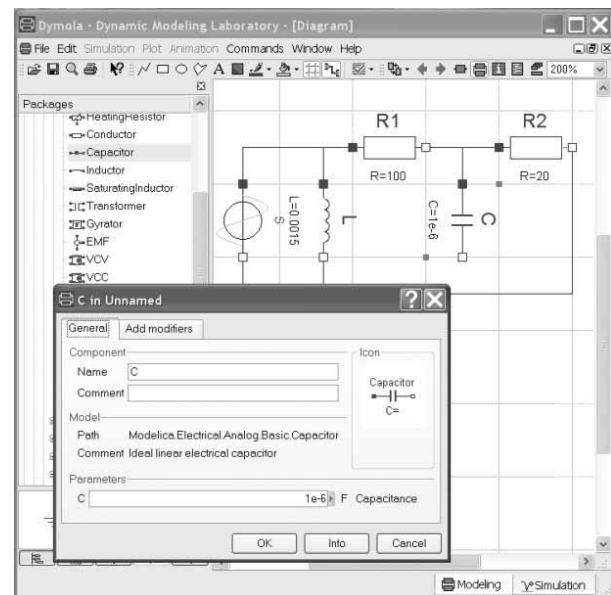 Dymola - Dynamic Modeling Laboratory - [Diagram]
File Edit Simulation Plot Animation Commands Window Help
A 200%
Packages
HeatingResistor
Conductor
Capacitor
Inductor
SaturatingInductor
Transformer
Gyrator
EMF
VCV
VCC
R1
R=100
R2
R=20
S
L=0.0015
L
C=1e-6
C
C in Unnamed
General Add modifiers
Component
Name C
Comment
Icon
Capacitor
C=
Model
Path Modelica.Electrical.Analog.Basic.Capacitor
Comment Ideal linear electrical capacitor
Parameters
C 1e-6 F Capacitance
OK Info Cancel
Modeling Simulation